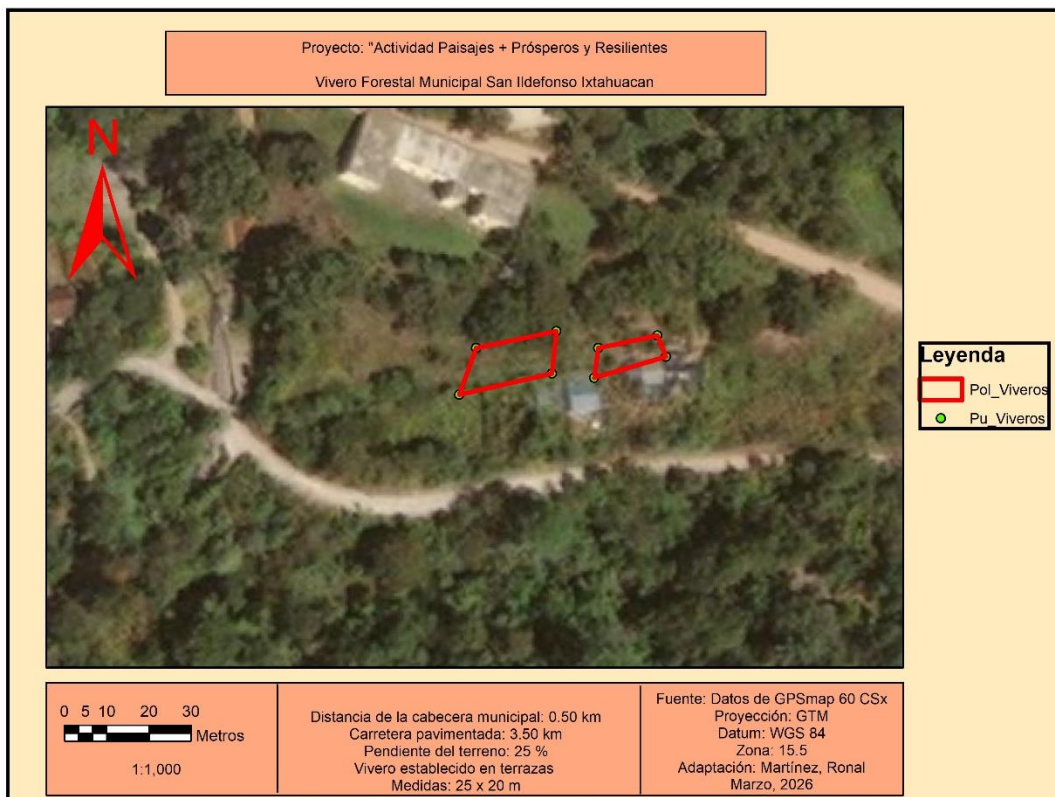 Proyecto: "Actividad Paisajes + Prósperos y Resilientes
Vivero Forestal Municipal San Ildefonso Ixtahuacan
N
Leyenda
Pol_Viveros
Pu_Viveros
0 5 10 20 30
Metros
1:1,000
Distancia de la cabecera municipal: 0.50 km
Carretera pavimentada: 3.50 km
Pendiente del terreno: 25 %
Vivero establecido en terrazas
Medidas: 25 x 20 m
Fuente: Datos de GPSmap 60 CSx
Proyección: GTM
Datum: WGS 84
Zona: 15.5
Adaptación: Martínez, Ronal
Marzo, 2026